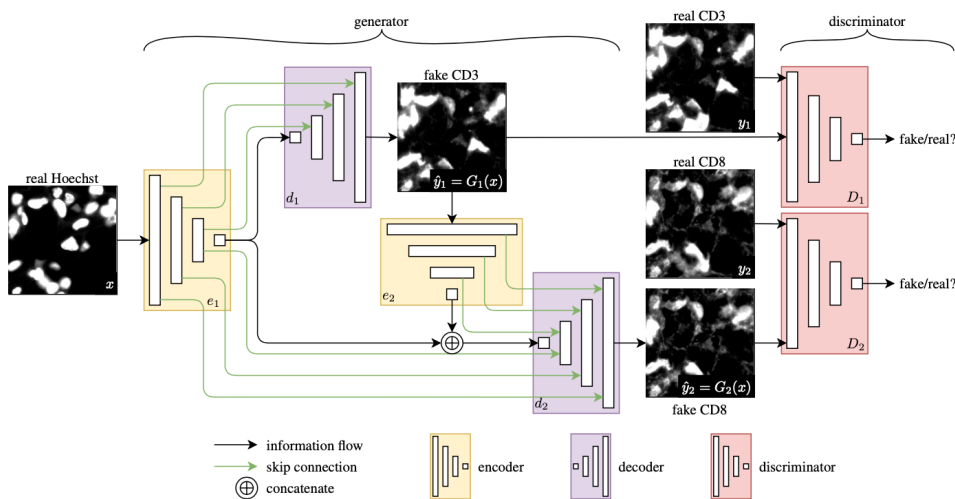 generator
real CD3
discriminator
fake CD3
y₁
real Hoechst
d₁
ŷ₁ = G₁(x)
D₁
fake/real?
real CD8
x
e₁
e₂
y₂
fake/real?
d₂
ŷ₂ = G₂(x)
D₂
fake CD8
information flow
skip connection
concatenate
encoder
decoder
discriminator